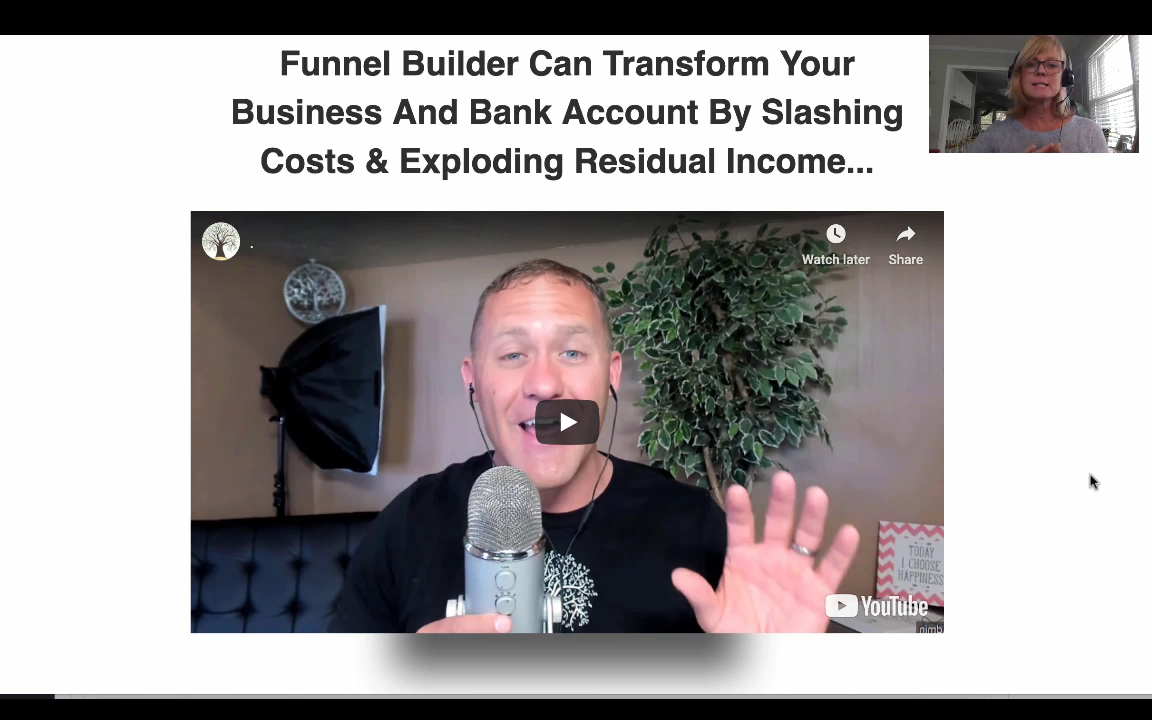 Funnel Builder Can Transform Your
Business And Bank Account By Slashing
Costs & Exploding Residual Income...
.
Watch later
Share
TODAY
I CHOOSE
HAPPINESS
YouTube